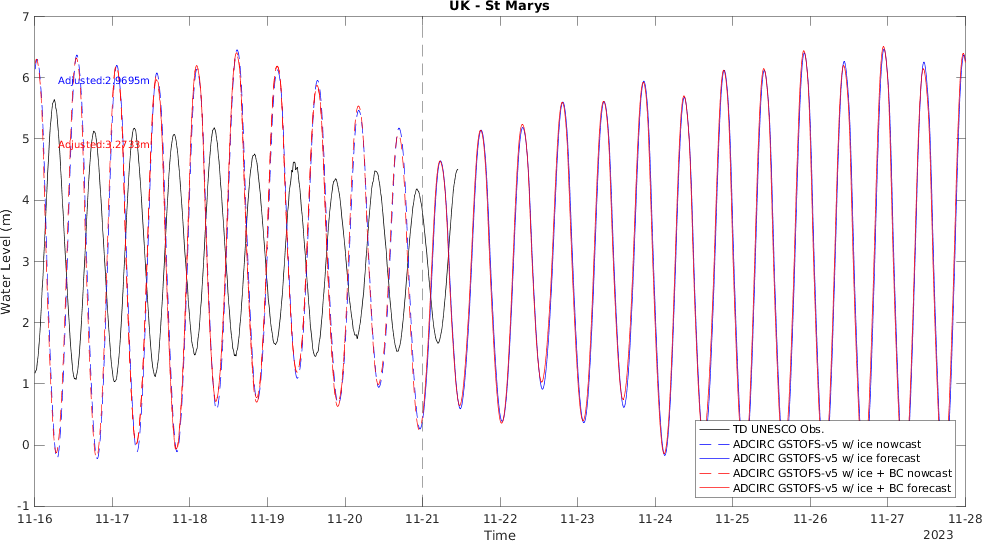 UK - St Marys
7
6
5
4
3
2
1
0
-1
Water Level (m)
Adjusted:2.9695m
Adjusted:3.2733m
TD UNESCO Obs.
ADCIRC GSTOFS-v5 w/ ice nowcast
ADCIRC GSTOFS-v5 w/ ice forecast
ADCIRC GSTOFS-v5 w/ ice + BC nowcast
ADCIRC GSTOFS-v5 w/ ice + BC forecast
11-16 11-17 11-18 11-19 11-20 11-21 11-22 11-23 11-24 11-25 11-26 11-27 11-28
Time
2023